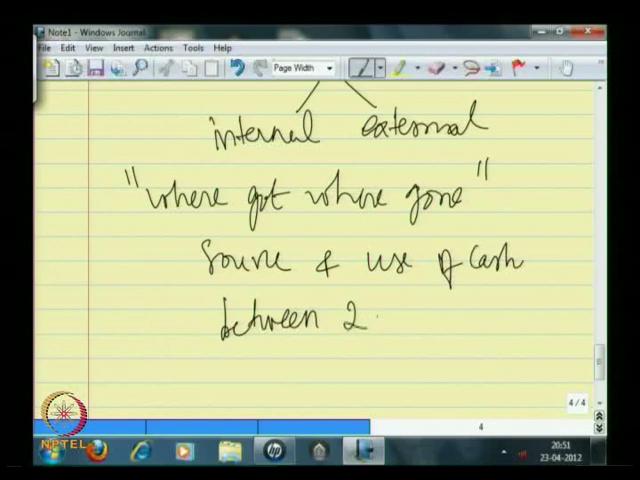 Note1 - Windows Journal
File Edit View Insert Actions Tools Help
Page Width
internal external
"where got where gone"
Source & use of cash
between 2
4/4
4
NPTEL
hp
20:51
23-04-2012